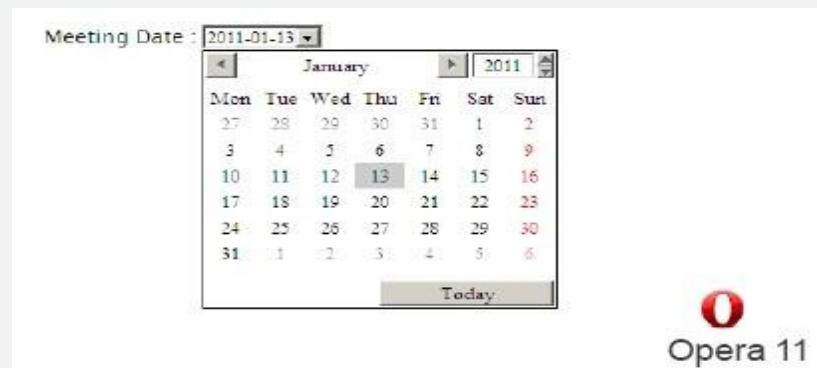 Meeting Date : 2011-01-13
January 2011
Mon Tue Wed Thu Fri Sat Sun
27 28 29 30 31 1 2
3 4 5 6 7 8 9
10 11 12 13 14 15 16
17 18 19 20 21 22 23
24 25 26 27 28 29 30
31 1 2 3 4 5 6
Today
Opera 11